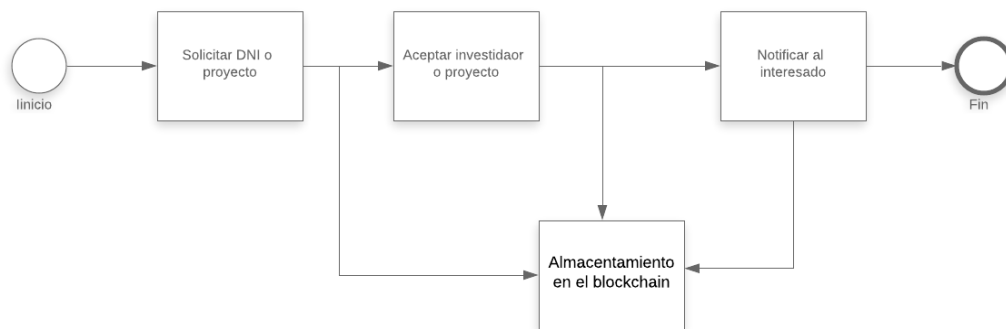 Iinicio
Solicitar DNI o
proyecto
Aceptar investidaor
o proyecto
Notificar al
interesado
Fin
Almacentamiento
en el blockchain